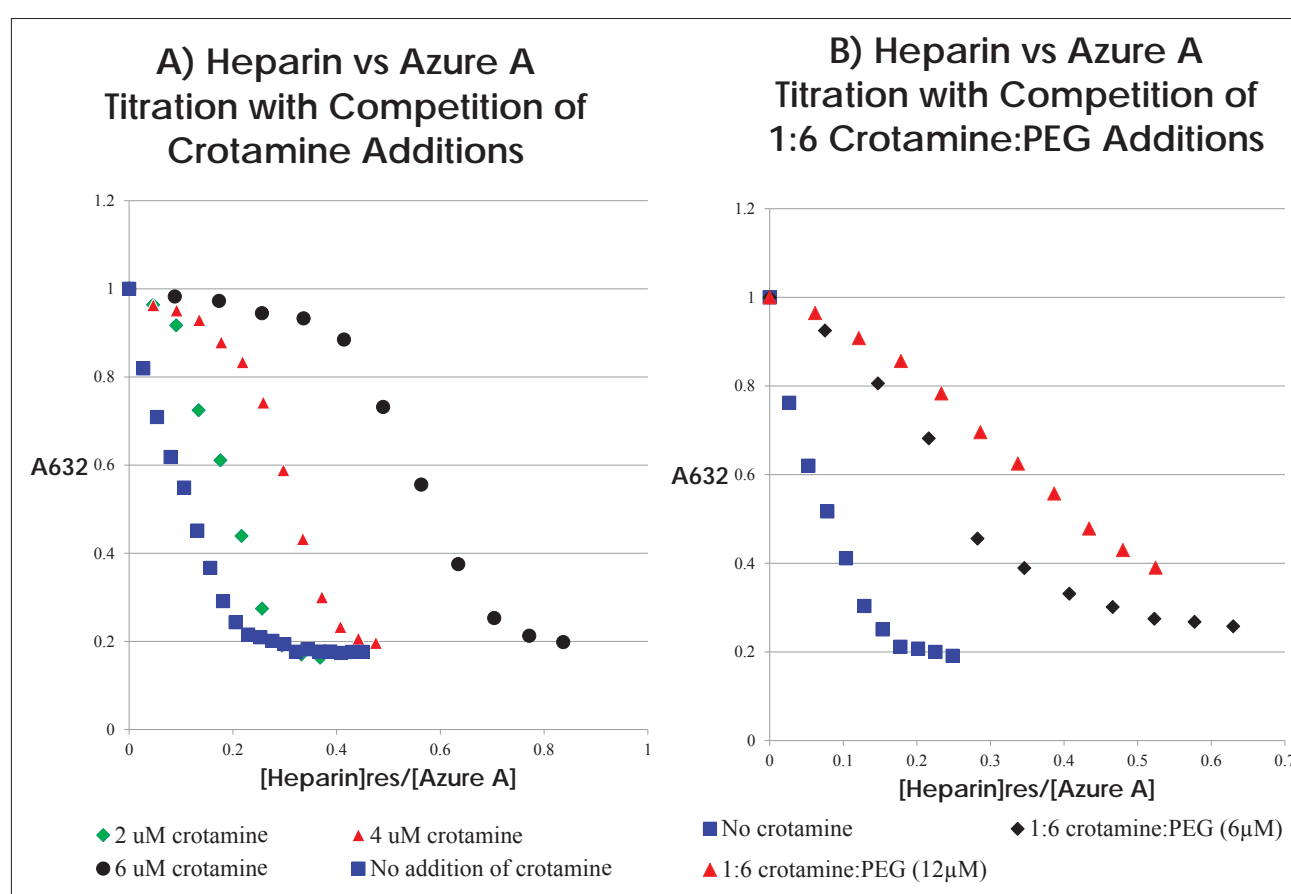 A) Heparin vs Azure A
Titration with Competition of
Crotamine Additions
1.2
1
0.8
0.6
0.4
0.2
0
A632
0
0.2
0.4
0.6
0.8
1
[Heparin]res/[Azure A]
2 uM crotamine
4 uM crotamine
6 uM crotamine
No addition of crotamine
B) Heparin vs Azure A
Titration with Competition of
1:6 Crotamine:PEG Additions
1.2
1
0.8
0.6
0.4
0.2
0
A632
0
0.1
0.2
0.3
0.4
0.5
0.6
0.7
[Heparin]res/[Azure A]
No crotamine
1:6 crotamine:PEG (6μM)
1:6 crotamine:PEG (12μM)